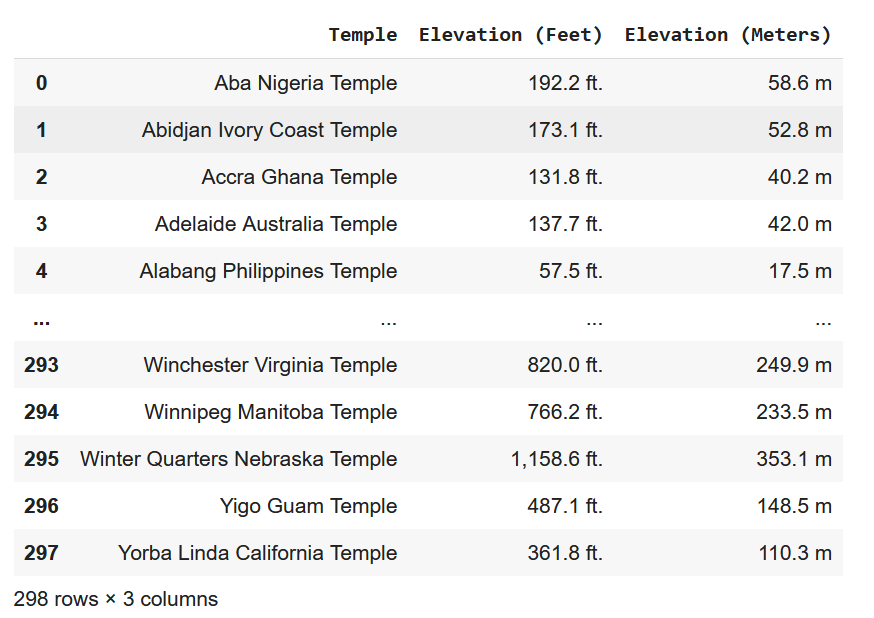 Temple Elevation (Feet) Elevation (Meters)
0 Aba Nigeria Temple 192.2 ft. 58.6 m
1 Abidjan Ivory Coast Temple 173.1 ft. 52.8 m
2 Accra Ghana Temple 131.8 ft. 40.2 m
3 Adelaide Australia Temple 137.7 ft. 42.0 m
4 Alabang Philippines Temple 57.5 ft. 17.5 m
... ... ... ...
293 Winchester Virginia Temple 820.0 ft. 249.9 m
294 Winnipeg Manitoba Temple 766.2 ft. 233.5 m
295 Winter Quarters Nebraska Temple 1,158.6 ft. 353.1 m
296 Yigo Guam Temple 487.1 ft. 148.5 m
297 Yorba Linda California Temple 361.8 ft. 110.3 m
298 rows × 3 columns